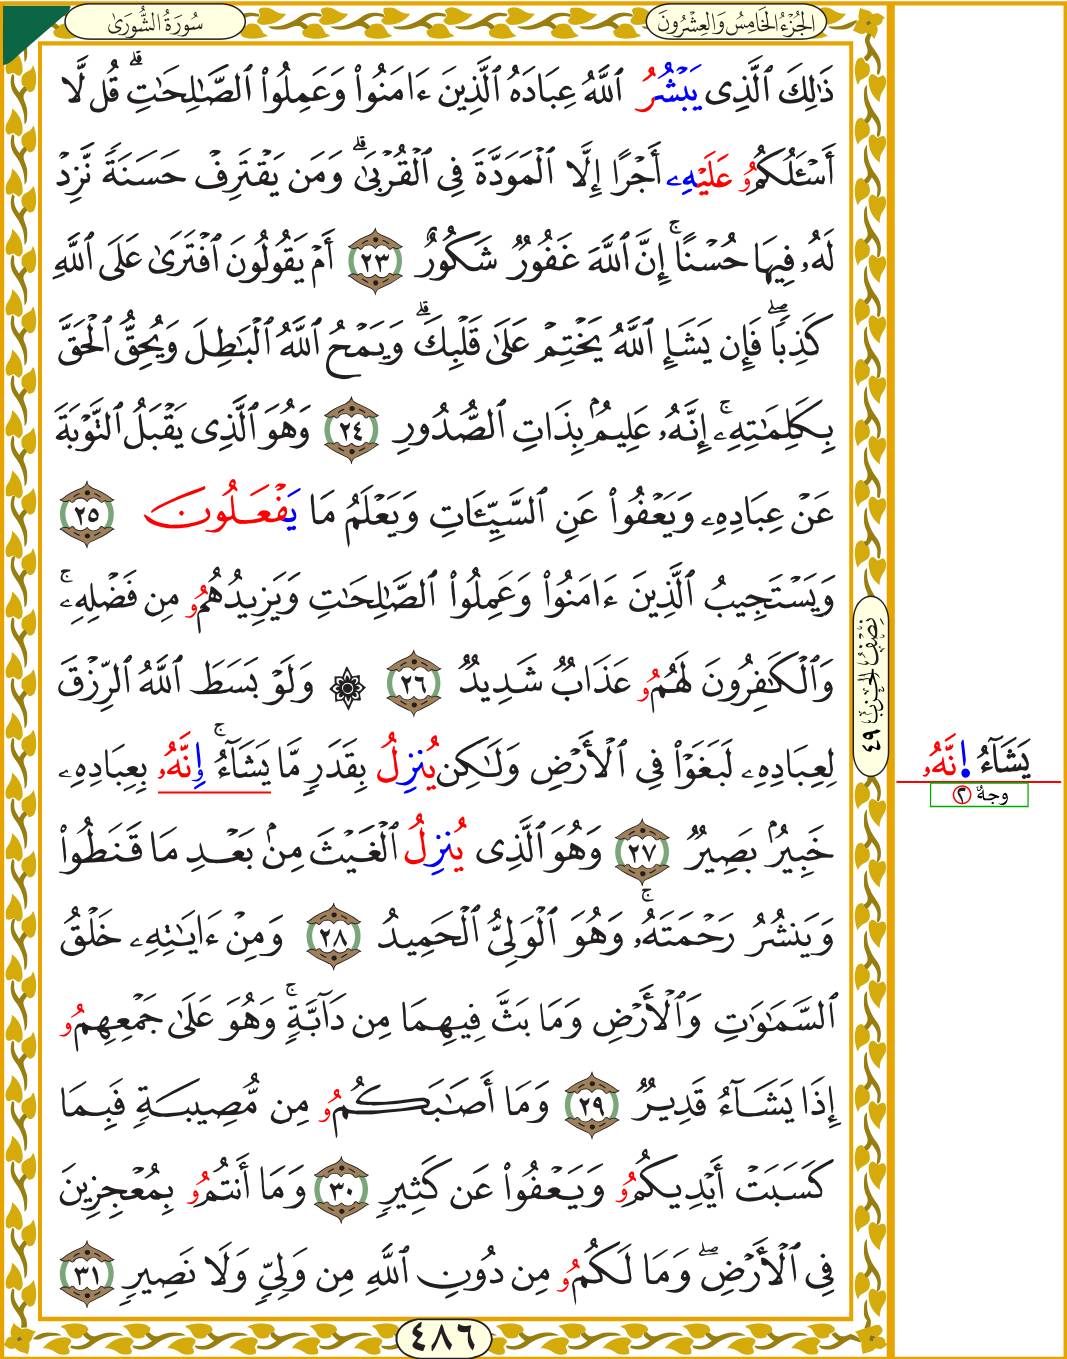 سُورَةُ الشُّورَىٰ
الجُزْءُ الخَامِسُ وَالعِشْرُونَ
ذَٰلِكَ ٱلَّذِى يَبْشُرُ ٱللَّهُ عِبَادَهُ ٱلَّذِينَ ءَامَنُوا۟ وَعَمِلُوا۟ ٱلصَّـٰلِحَـٰتِ ۗ قُل لَّا
أَسْـَٔلُكُمُۥ عَلَيْهِۦ أَجْرًا إِلَّا ٱلْمَوَدَّةَ فِى ٱلْقُرْبَىٰ ۗ وَمَن يَقْتَرِفْ حَسَنَةً نَّزِدْ
لَهُۥ فِيهَا حُسْنًا ۚ إِنَّ ٱللَّهَ غَفُورٌ شَكُورٌ ٢٣ أَمْ يَقُولُونَ ٱفْتَرَىٰ عَلَى ٱللَّهِ
كَذِبًا ۖ فَإِن يَشَإِ ٱللَّهُ يَخْتِمْ عَلَىٰ قَلْبِكَ ۗ وَيَمْحُ ٱللَّهُ ٱلْبَـٰطِلَ وَيُحِقُّ ٱلْحَقَّ
بِكَلِمَـٰتِهِۦٓ ۚ إِنَّهُۥ عَلِيمٌۢ بِذَاتِ ٱلصُّدُورِ ٢٤ وَهُوَ ٱلَّذِى يَقْبَلُ ٱلتَّوْبَةَ
عَنْ عِبَادِهِۦ وَيَعْفُوا۟ عَنِ ٱلسَّيِّـَٔاتِ وَيَعْلَمُ مَا يَفْعَلُونَ ٢٥
وَيَسْتَجِيبُ ٱلَّذِينَ ءَامَنُوا۟ وَعَمِلُوا۟ ٱلصَّـٰلِحَـٰتِ وَيَزِيدُهُمُۥ مِن فَضْلِهِۦ ۚ
وَٱلْكَـٰفِرُونَ لَهُمُۥ عَذَابٌ شَدِيدٌ ٢٦ ۞ وَلَوْ بَسَطَ ٱللَّهُ ٱلرِّزْقَ
لِعِبَادِهِۦ لَبَغَوْا۟ فِى ٱلْأَرْضِ وَلَـٰكِن يُنزِلُ بِقَدَرٍ مَّا يَشَآءُ ۚ إِنَّهُۥ بِعِبَادِهِۦ
خَبِيرٌۢ بَصِيرٌ ٢٧ وَهُوَ ٱلَّذِى يُنزِلُ ٱلْغَيْثَ مِنۢ بَعْدِ مَا قَنَطُوا۟
وَيَنشُرُ رَحْمَتَهُۥ ۚ وَهُوَ ٱلْوَلِىُّ ٱلْحَمِيدُ ٢٨ وَمِنْ ءَايَـٰتِهِۦ خَلْقُ
ٱلسَّمَـٰوَٰتِ وَٱلْأَرْضِ وَمَا بَثَّ فِيهِمَا مِن دَآبَّةٍ ۚ وَهُوَ عَلَىٰ جَمْعِهِمُۥ
إِذَا يَشَآءُ قَدِيرٌ ٢٩ وَمَا أَصَـٰبَكُمُۥ مِن مُّصِيبَةٍ فَبِمَا
كَسَبَتْ أَيْدِيكُمُۥ وَيَعْفُوا۟ عَن كَثِيرٍ ٣٠ وَمَا أَنتُمُۥ بِمُعْجِزِينَ
فِى ٱلْأَرْضِ ۖ وَمَا لَكُمُۥ مِن دُونِ ٱللَّهِ مِن وَلِىٍّ وَلَا نَصِيرٍ ٣١
نِصْفُ الحِزْب ٤٩
يَشَآءُ اِ۪نَّهُۥ
وجهٌ ٢
٤٨٦